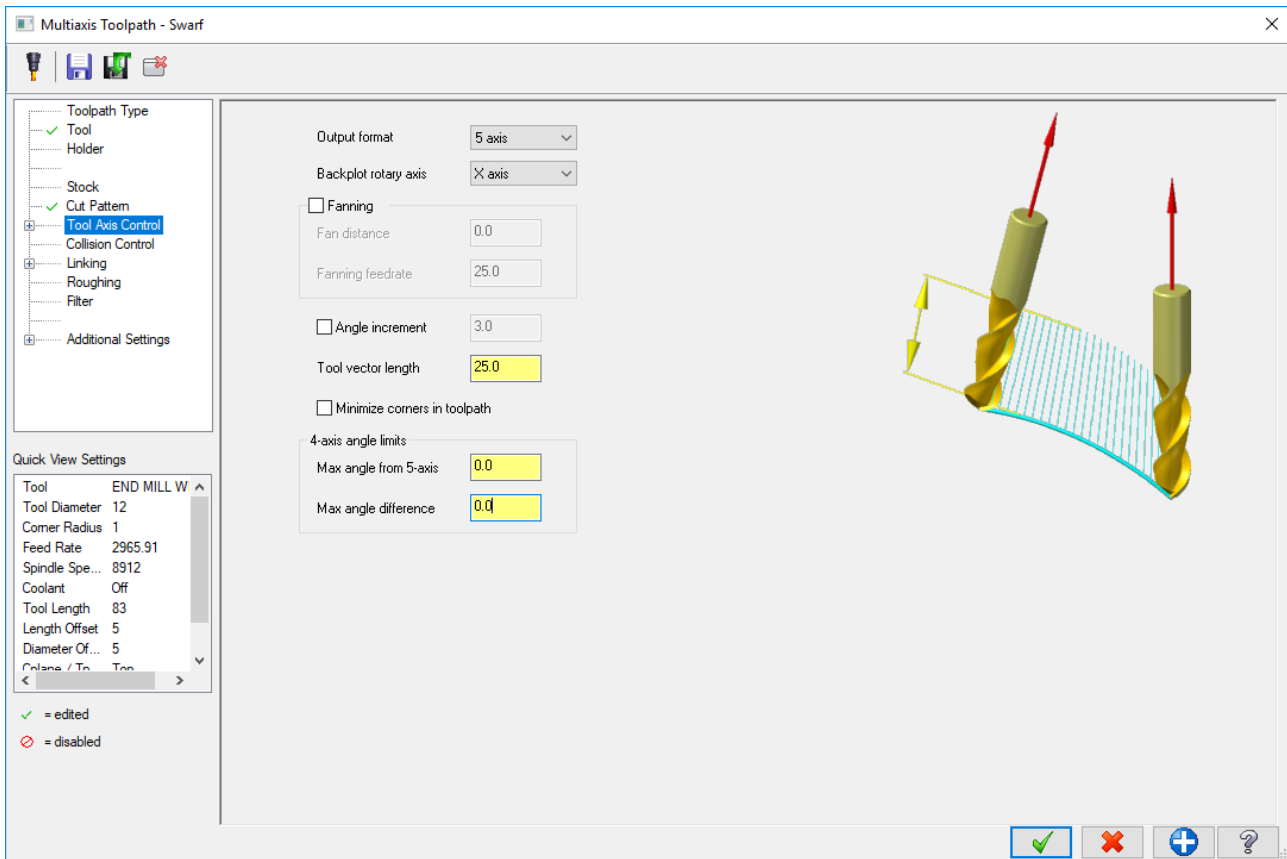 Multiaxis Toolpath - Swarf
Toolpath Type
Tool
Holder
Stock
Cut Pattern
Tool Axis Control
Collision Control
Linking
Roughing
Filter
Additional Settings
Quick View Settings
Tool END MILL W
Tool Diameter 12
Corner Radius 1
Feed Rate 2965.91
Spindle Spe... 8912
Coolant Off
Tool Length 83
Length Offset 5
Diameter Of... 5
Cplane / Tp Top
= edited
= disabled
Output format 5 axis
Backplot rotary axis X axis
Fanning
Fan distance 0.0
Fanning feedrate 25.0
Angle increment 3.0
Tool vector length 25.0
Minimize corners in toolpath
4-axis angle limits
Max angle from 5-axis 0.0
Max angle difference 0.0